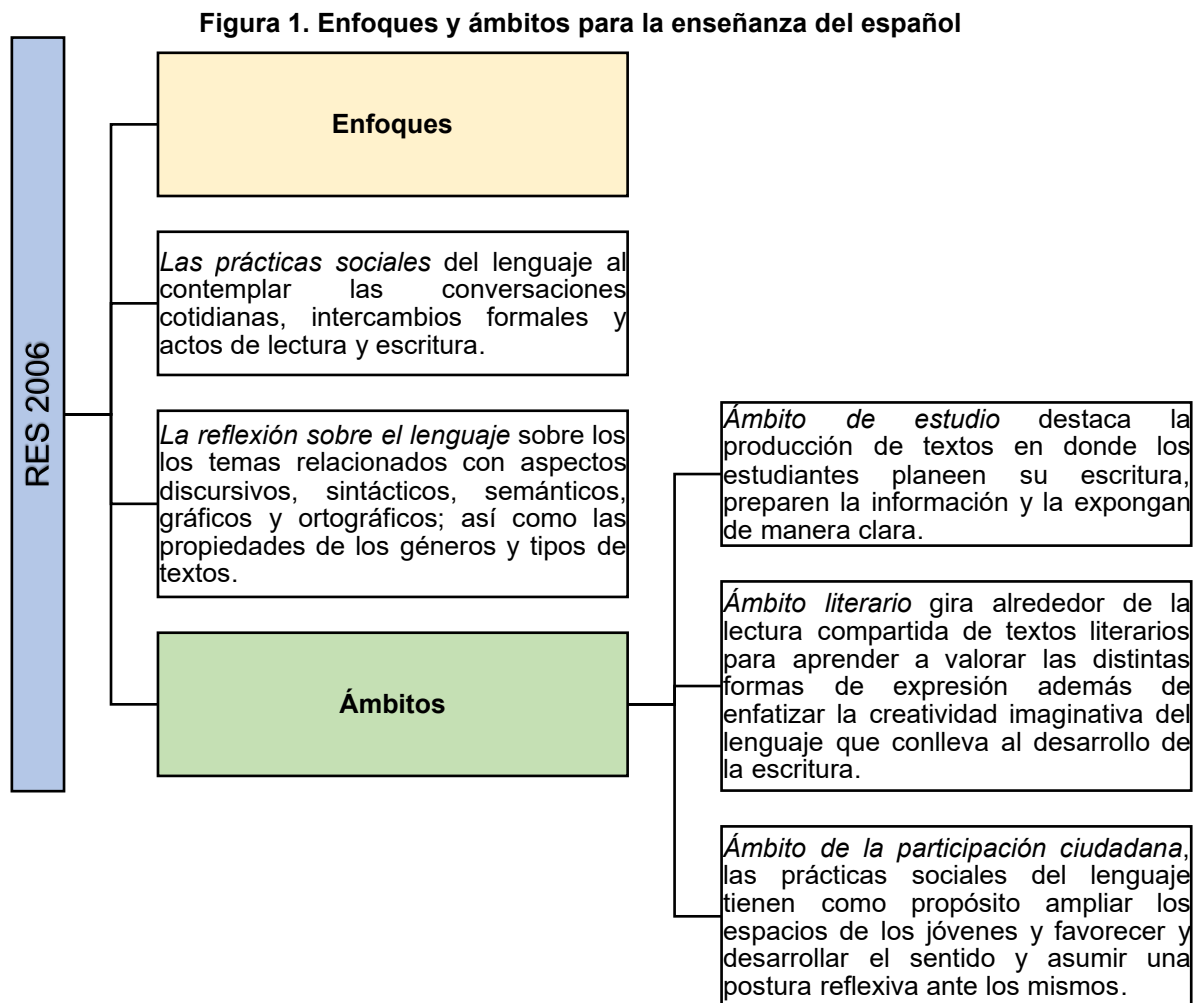 Figura 1. Enfoques y ámbitos para la enseñanza del español
RES 2006
Enfoques
Las prácticas sociales del lenguaje al
contemplar las conversaciones
cotidianas, intercambios formales y
actos de lectura y escritura.
La reflexión sobre el lenguaje sobre los
los temas relacionados con aspectos
discursivos, sintácticos, semánticos,
gráficos y ortográficos; así como las
propiedades de los géneros y tipos de
textos.
Ámbitos
Ámbito de estudio destaca la
producción de textos en donde los
estudiantes planeen su escritura,
preparen la información y la expongan
de manera clara.
Ámbito literario gira alrededor de la
lectura compartida de textos literarios
para aprender a valorar las distintas
formas de expresión además de
enfatizar la creatividad imaginativa del
lenguaje que conlleva al desarrollo de
la escritura.
Ámbito de la participación ciudadana,
las prácticas sociales del lenguaje
tienen como propósito ampliar los
espacios de los jóvenes y favorecer y
desarrollar el sentido y asumir una
postura reflexiva ante los mismos.